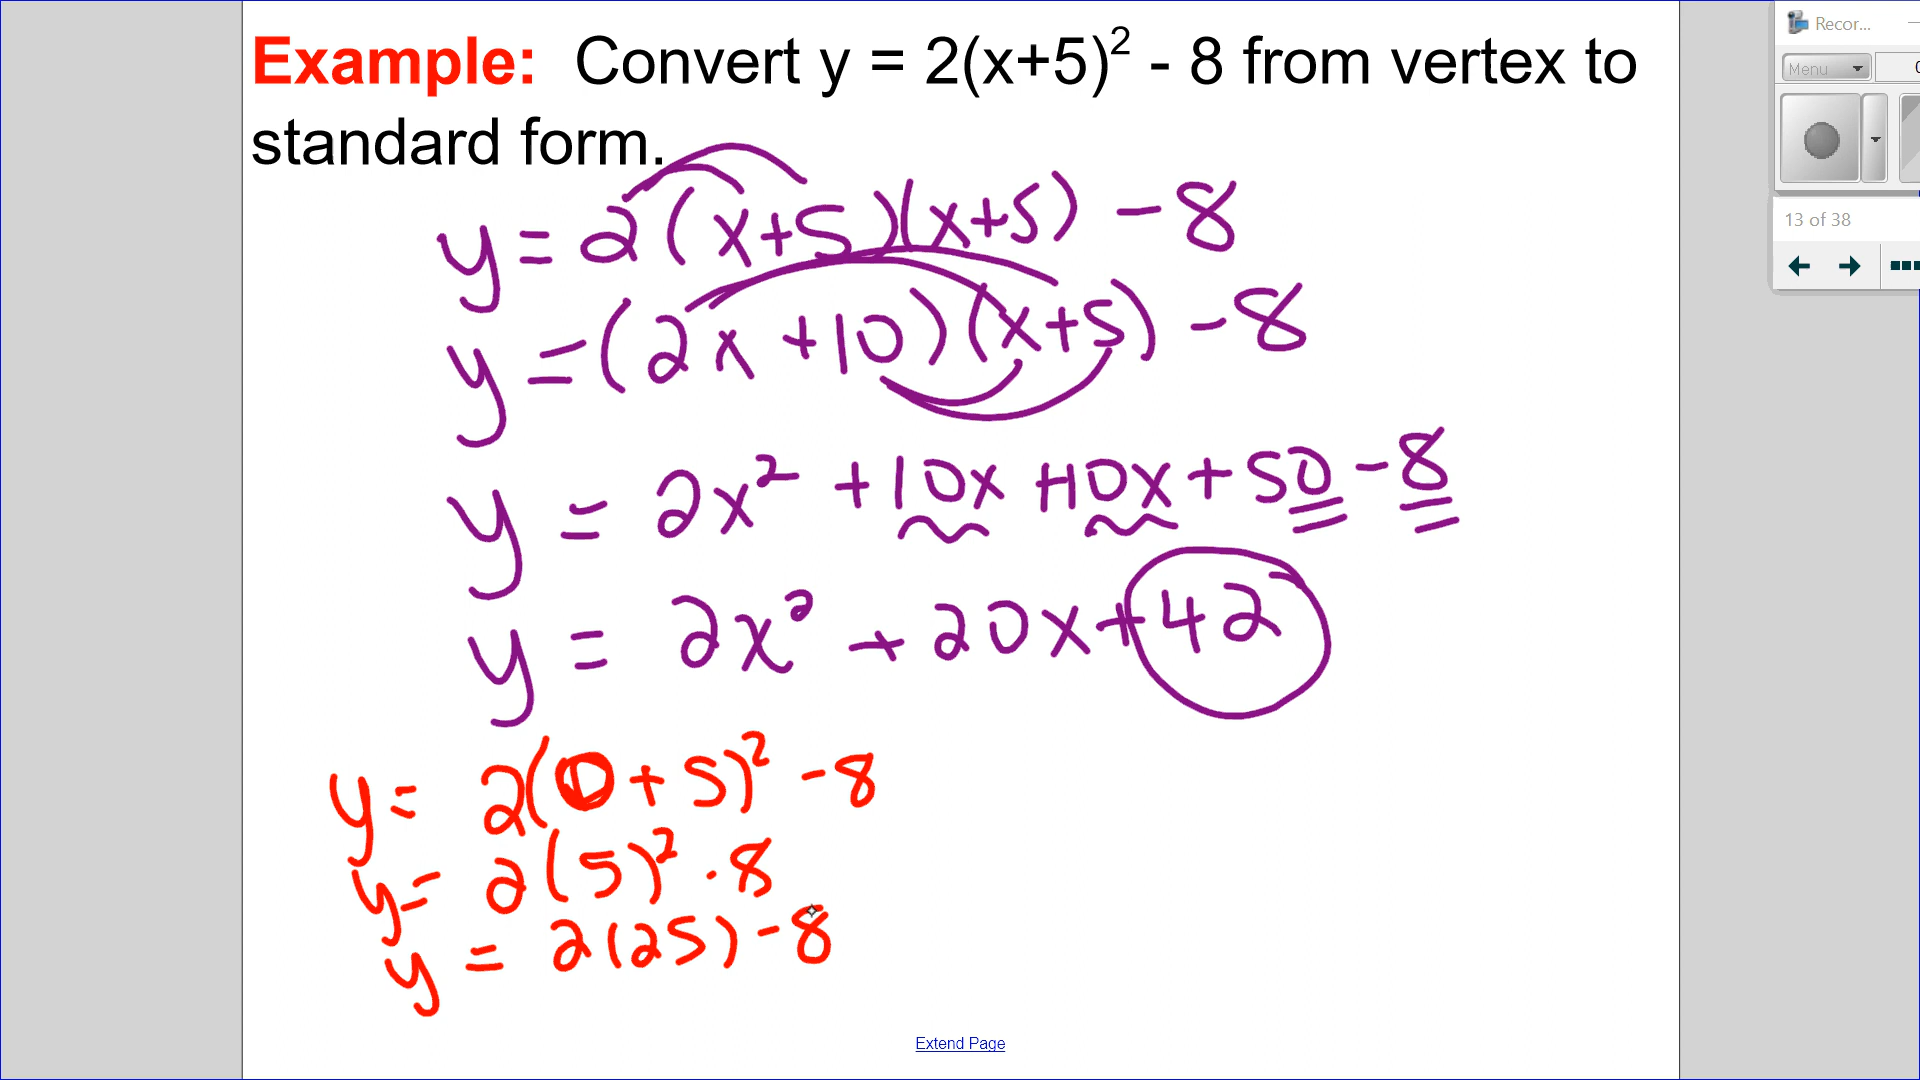 Example: Convert y = 2(x+5)² - 8 from vertex to
standard form.
y = 2(x+5)(x+5) - 8
y = (2x +10)(x+5) - 8
y = 2x² + 10x +10x + 50 - 8
y = 2x² + 20x + 42
y = 2(0 + 5)² - 8
y = 2(5)² - 8
y = 2(25) - 8
Extend Page
Recor...
Menu
13 of 38